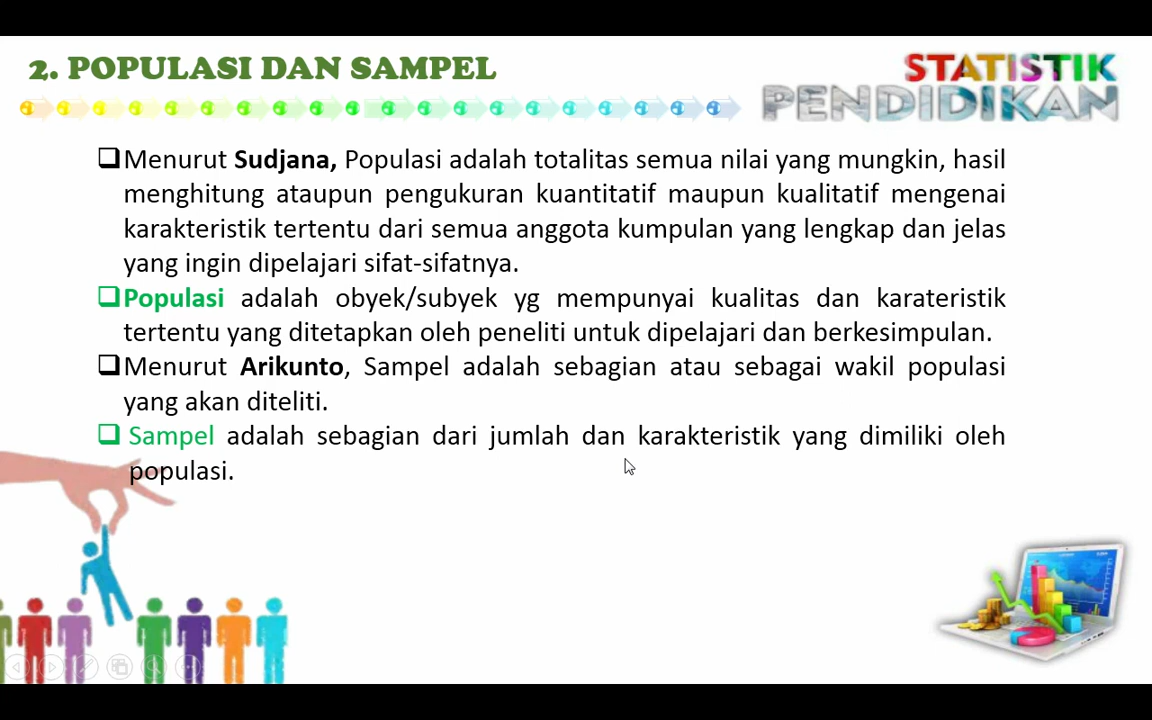 2. POPULASI DAN SAMPEL
STATISTIK
PENDIDIKAN
Menurut Sudjana, Populasi adalah totalitas semua nilai yang mungkin, hasil
menghitung ataupun pengukuran kuantitatif maupun kualitatif mengenai
karakteristik tertentu dari semua anggota kumpulan yang lengkap dan jelas
yang ingin dipelajari sifat-sifatnya.
Populasi adalah obyek/subyek yg mempunyai kualitas dan karateristik
tertentu yang ditetapkan oleh peneliti untuk dipelajari dan berkesimpulan.
Menurut Arikunto, Sampel adalah sebagian atau sebagai wakil populasi
yang akan diteliti.
Sampel adalah sebagian dari jumlah dan karakteristik yang dimiliki oleh
populasi.